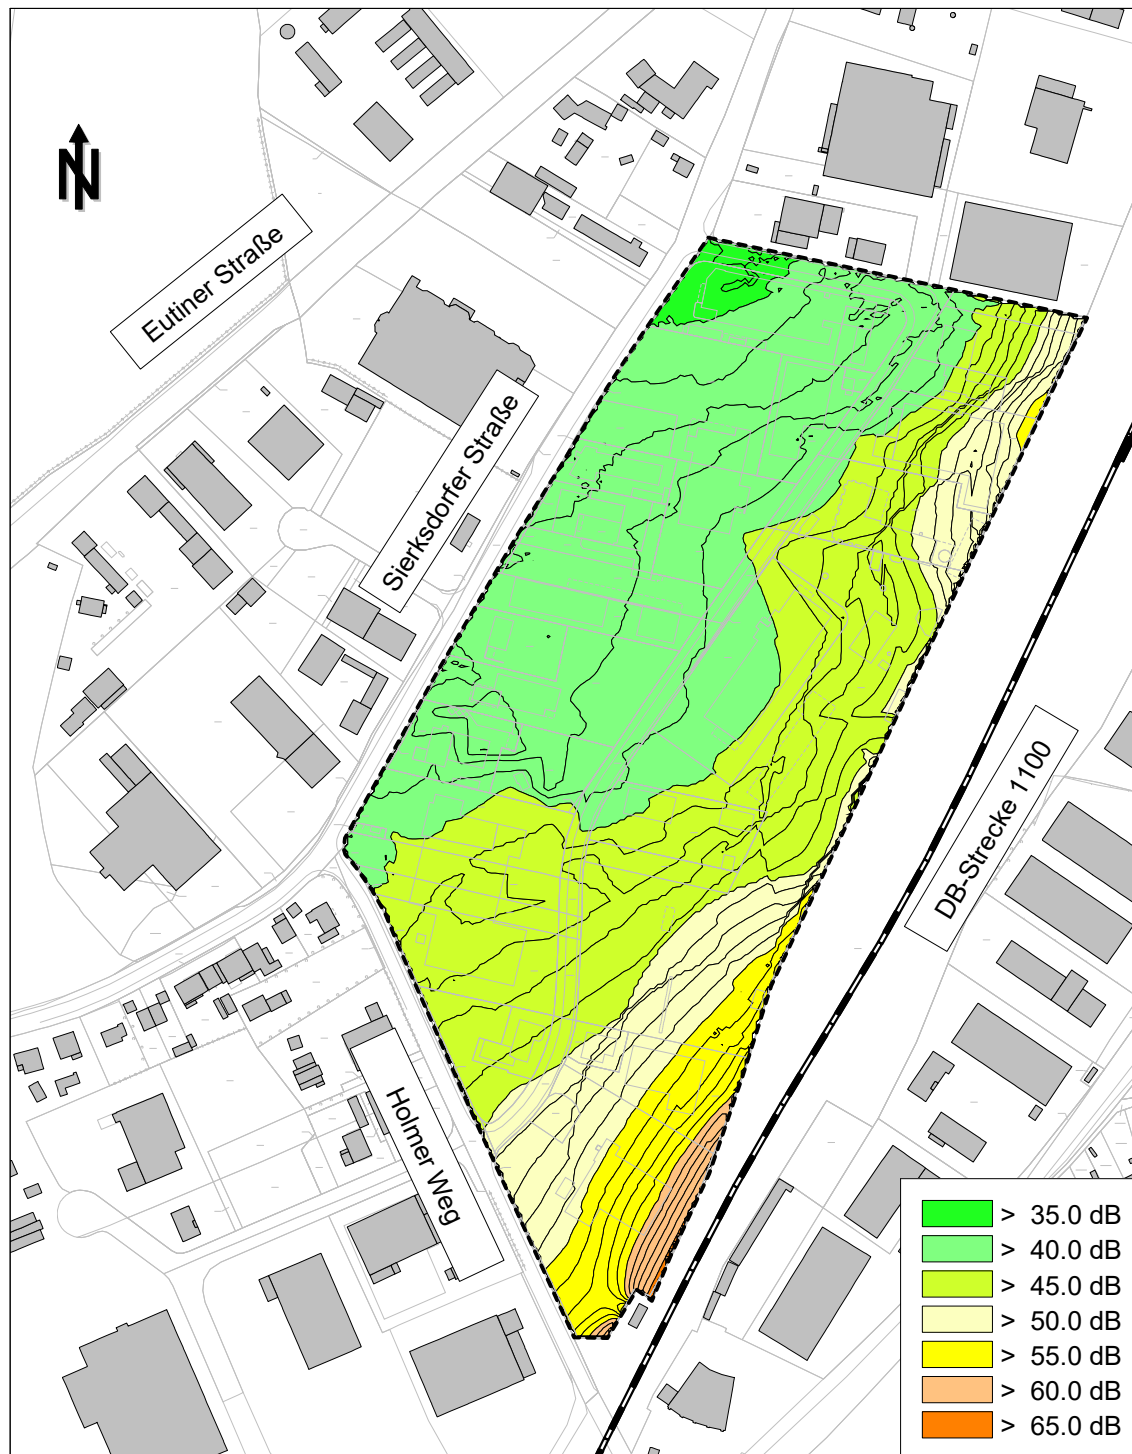 N
Eutiner Straße
Sierksdorfer Straße
DB-Strecke 1100
Holmer Weg
> 35.0 dB
> 40.0 dB
> 45.0 dB
> 50.0 dB
> 55.0 dB
> 60.0 dB
> 65.0 dB